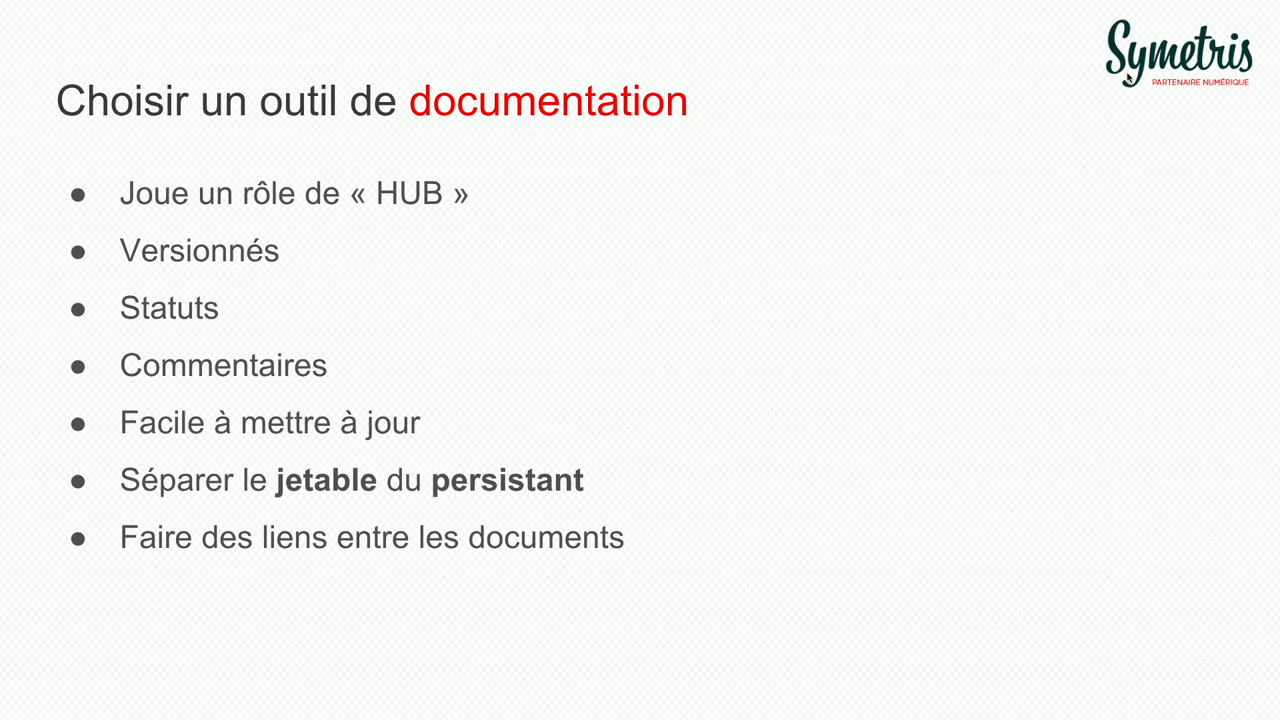 Symetris
PARTENAIRE NUMÉRIQUE
Choisir un outil de documentation
● Joue un rôle de « HUB »
● Versionnés
● Statuts
● Commentaires
● Facile à mettre à jour
● Séparer le jetable du persistant
● Faire des liens entre les documents